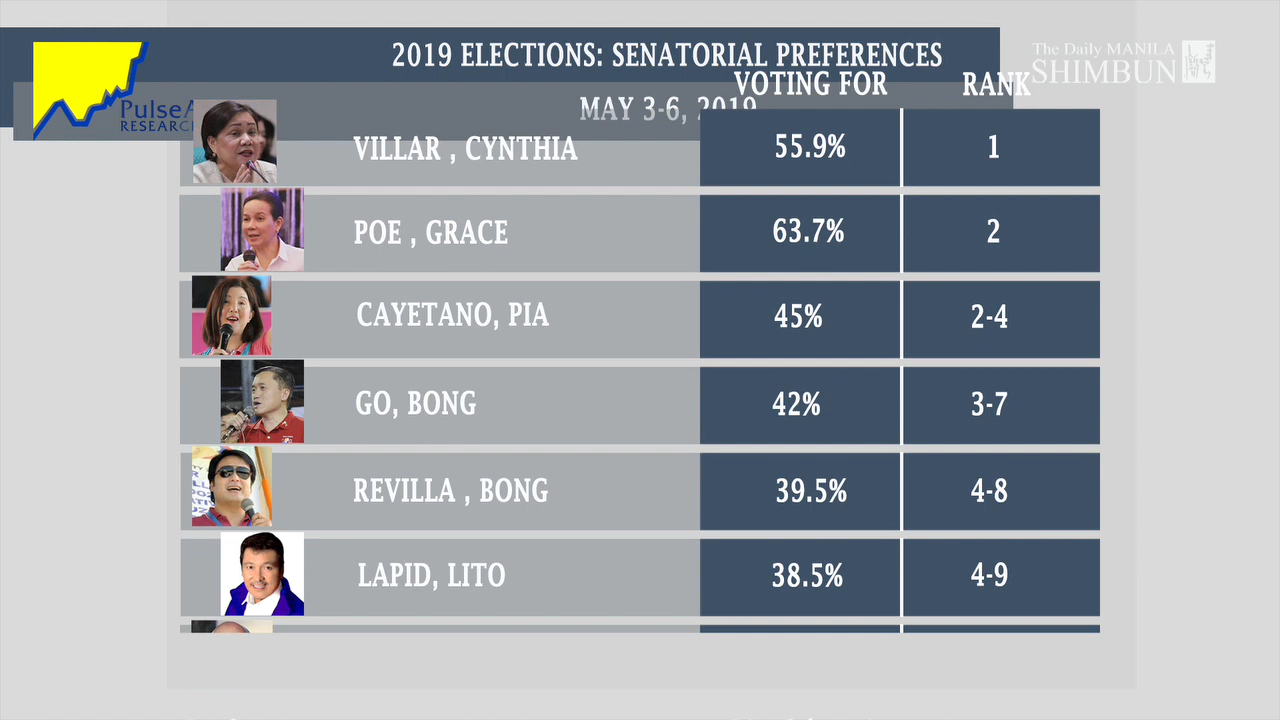 2019 ELECTIONS: SENATORIAL PREFERENCES
The Daily MANILA
SHIMBUN
VOTING FOR
RANK
MAY 3-6, 2019
PulseA
RESEARC
VILLAR , CYNTHIA 55.9% 1
POE , GRACE 63.7% 2
CAYETANO, PIA 45% 2-4
GO, BONG 42% 3-7
REVILLA , BONG 39.5% 4-8
LAPID, LITO 38.5% 4-9